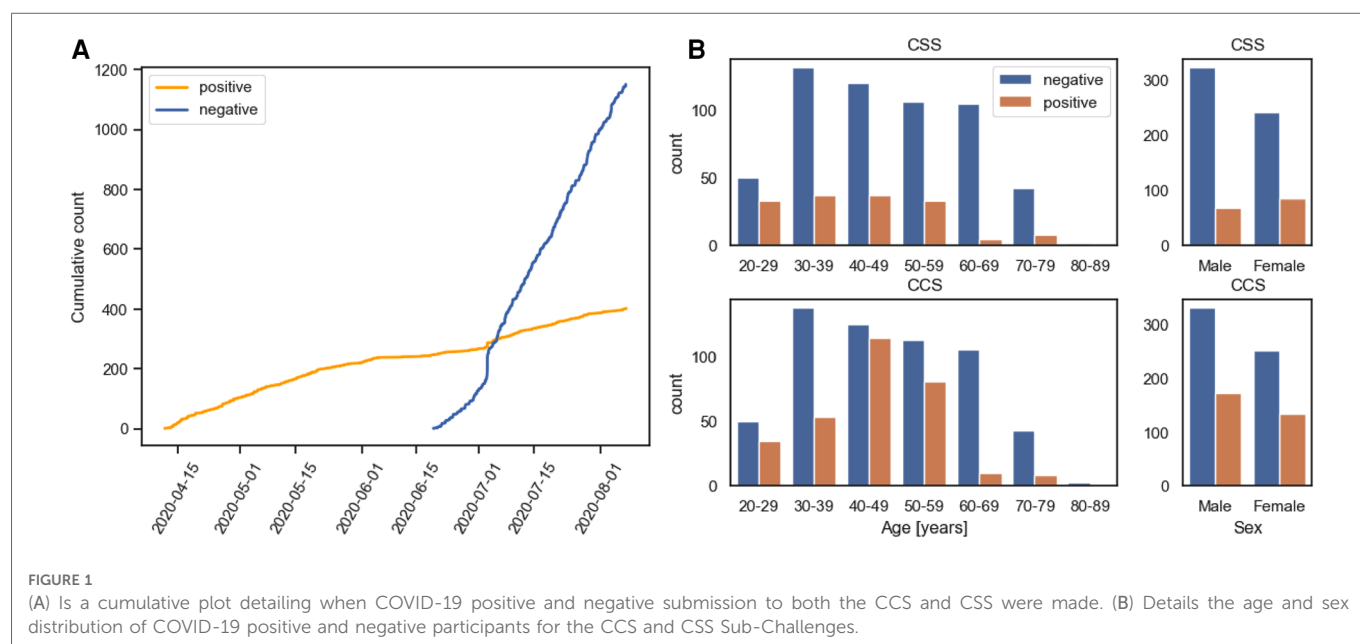 A
1200
1000
800
600
400
200
0
Cumulative count
positive
negative
2020-04-15
2020-05-01
2020-05-15
2020-06-01
2020-06-15
2020-07-01
2020-07-15
2020-08-01
B
CSS
100
50
0
count
negative
positive
20-29 30-39 40-49 50-59 60-69 70-79 80-89
CSS
300
200
100
0
Male Female
CCS
100
50
0
count
20-29 30-39 40-49 50-59 60-69 70-79 80-89
Age [years]
CCS
300
200
100
0
Male Female
Sex
FIGURE 1
(A) Is a cumulative plot detailing when COVID-19 positive and negative submission to both the CCS and CSS were made. (B) Details the age and sex
distribution of COVID-19 positive and negative participants for the CCS and CSS Sub-Challenges.